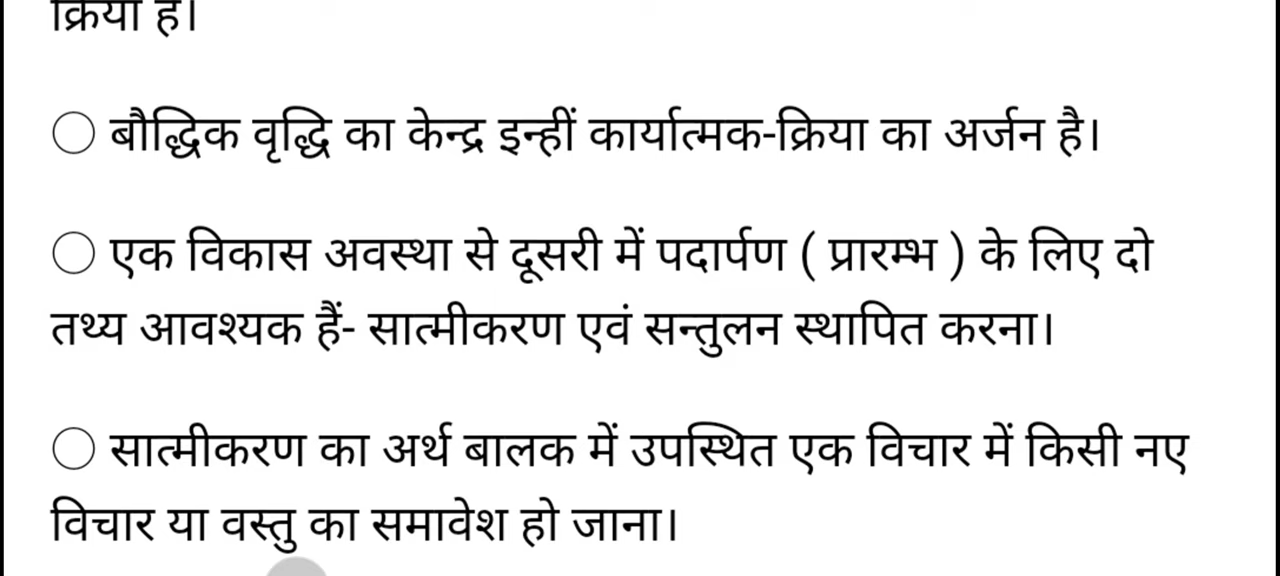 क्रिया है।
○ बौद्धिक वृद्धि का केन्द्र इन्हीं कार्यात्मक-क्रिया का अर्जन है।
○ एक विकास अवस्था से दूसरी में पदार्पण ( प्रारम्भ ) के लिए दो
तथ्य आवश्यक हैं- सात्मीकरण एवं सन्तुलन स्थापित करना।
○ सात्मीकरण का अर्थ बालक में उपस्थित एक विचार में किसी नए
विचार या वस्तु का समावेश हो जाना।